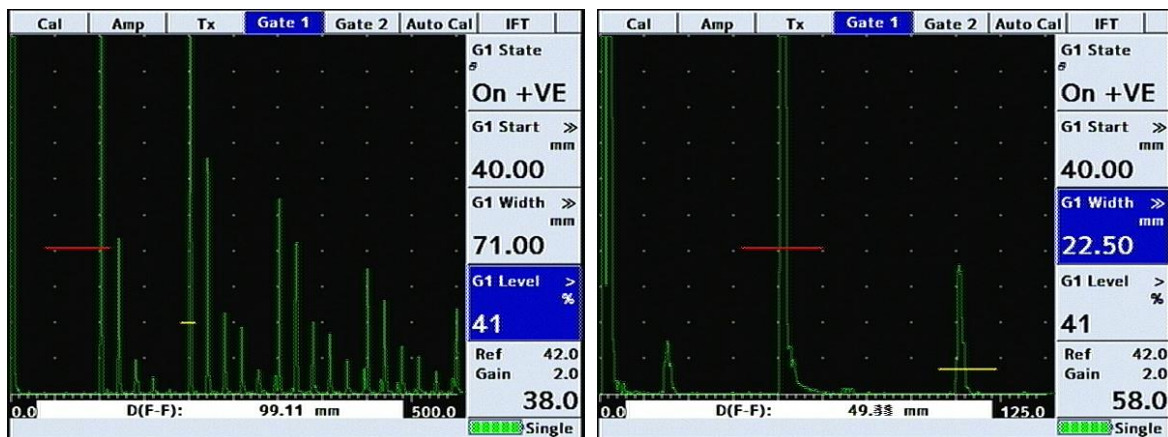 Cal Amp Tx Gate 1 Gate 2 Auto Cal IFT
G1 State
On +VE
G1 Start >>
mm
40.00
G1 Width >>
mm
71.00
G1 Level >
%
41
Ref 42.0
Gain 2.0
38.0
0.0 D(F-F): 99.11 mm 500.0
Single
Cal Amp Tx Gate 1 Gate 2 Auto Cal IFT
G1 State
On +VE
G1 Start >>
mm
40.00
G1 Width >>
mm
22.50
G1 Level >
%
41
Ref 42.0
Gain 2.0
58.0
0.0 D(F-F): mm 125.0
Single